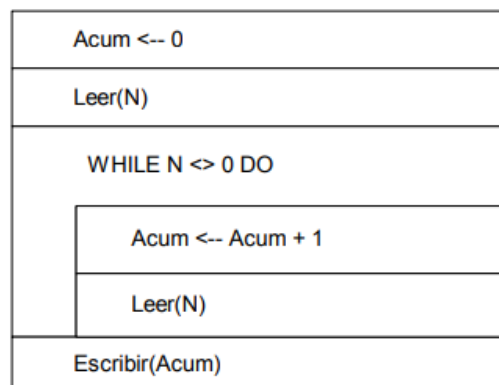 Acum <-- 0
Leer(N)
WHILE N <> 0 DO
Acum <-- Acum + 1
Leer(N)
Escribir(Acum)